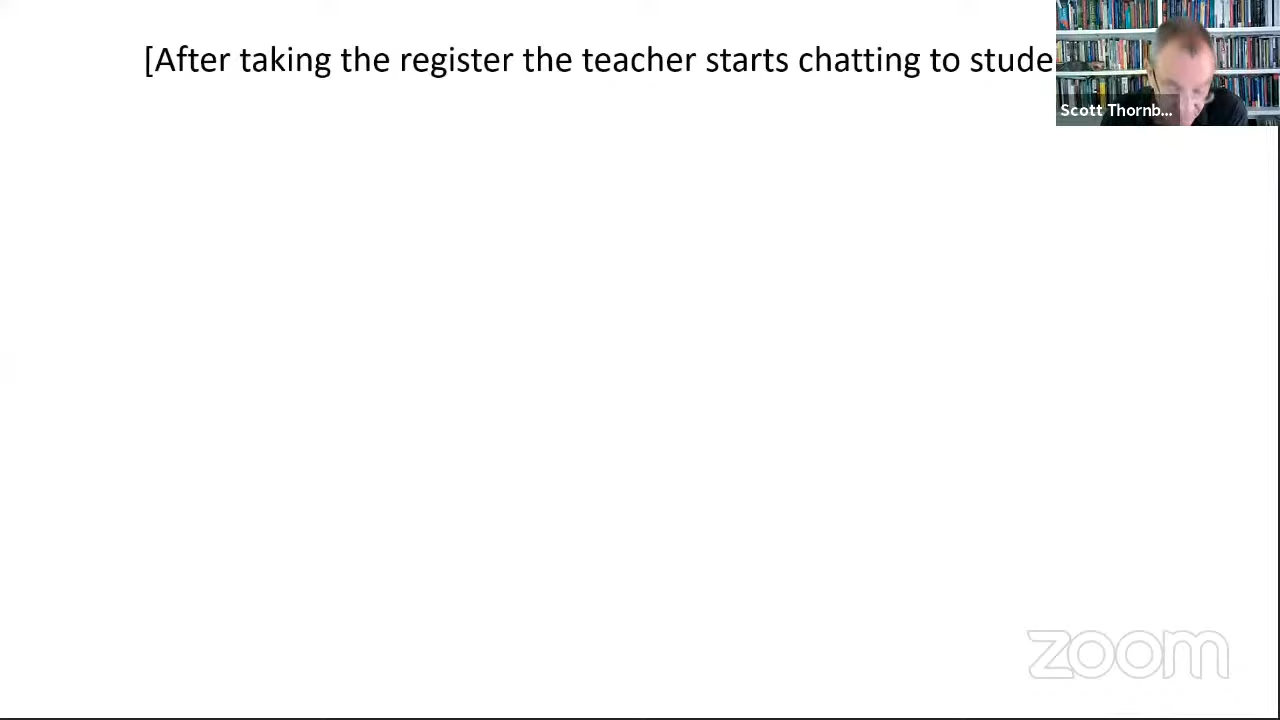 [After taking the register the teacher starts chatting to stude
Scott Thornb...
zoom